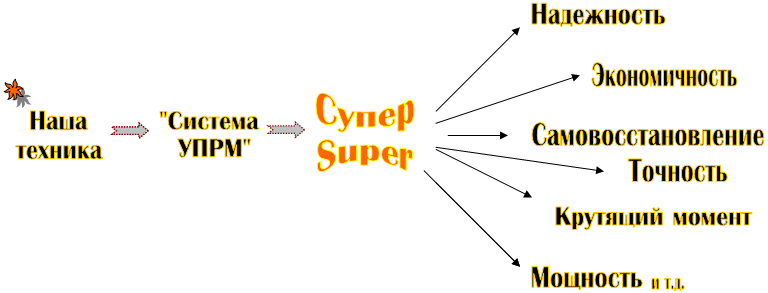 Надежность
Экономичность
Наша
техника
"Система
УПРМ"
Супер
Super
Самовосстановление
Точность
Крутящий момент
Мощность и т.д.